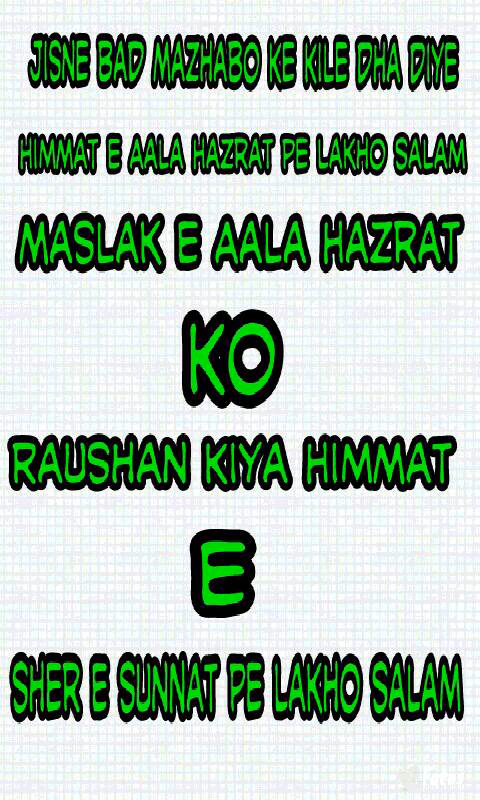 JISNE BAD MAZHABO KE KILE DHA DIYE
HIMMAT E AALA HAZRAT PE LAKHO SALAM
MASLAK E AALA HAZRAT
KO
RAUSHAN KIYA HIMMAT
E
SHER E SUNNAT PE LAKHO SALAM